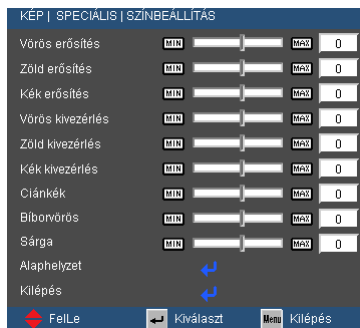 KÉP | SPECIÁLIS | SZÍNBEÁLLÍTÁS
Vörös erősítés MIN MAX 0
Zöld erősítés MIN MAX 0
Kék erősítés MIN MAX 0
Vörös kivezérlés MIN MAX 0
Zöld kivezérlés MIN MAX 0
Kék kivezérlés MIN MAX 0
Ciánkék MIN MAX 0
Bíborvörös MIN MAX 0
Sárga MIN MAX 0
Alaphelyzet
Kilépés
FelLe Kiválaszt Menu Kilépés